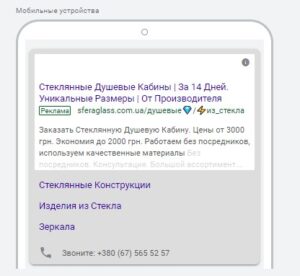 Мобильные устройства
Стеклянные Душевые Кабины | За 14 Дней.
Уникальные Размеры | От Производителя
Реклама sferaglass.com.ua/душевые💎/⚡из_стекла
Заказать Стеклянную Душевую Кабину. Цены от 3000
грн. Экономия до 2000 грн. Работаем без посредников,
используем качественные материалы Без
посредников. Консультация. Большой ассортимент...
Стеклянные Конструкции
Изделия из Стекла
Зеркала
Звоните: +380 (67) 565 52 57